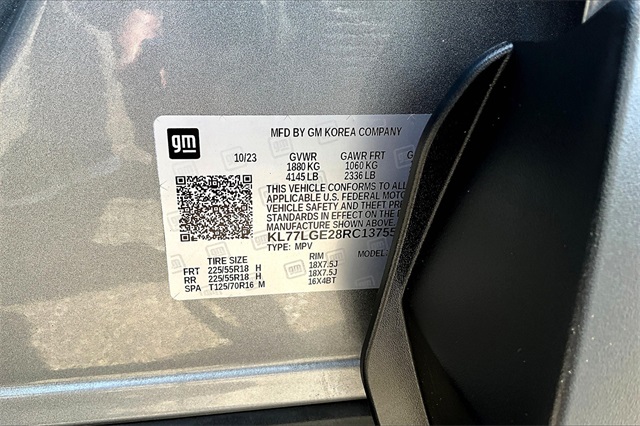 gm
MFD BY GM KOREA COMPANY
10/23 GVWR GAWR FRT G
1880 KG 1060 KG
4145 LB 2336 LB
THIS VEHICLE CONFORMS TO ALL
APPLICABLE U.S. FEDERAL MOTO
VEHICLE SAFETY AND THEFT PRE
STANDARDS IN EFFECT ON THE D
MANUFACTURE SHOWN ABOVE.
KL77LGE28RC13755
TYPE: MPV MODEL:
TIRE SIZE RIM
FRT 225/55R18 H 18X7.5J
RR 225/55R18 H 18X7.5J
SPA T125/70R16 M 16X4BT